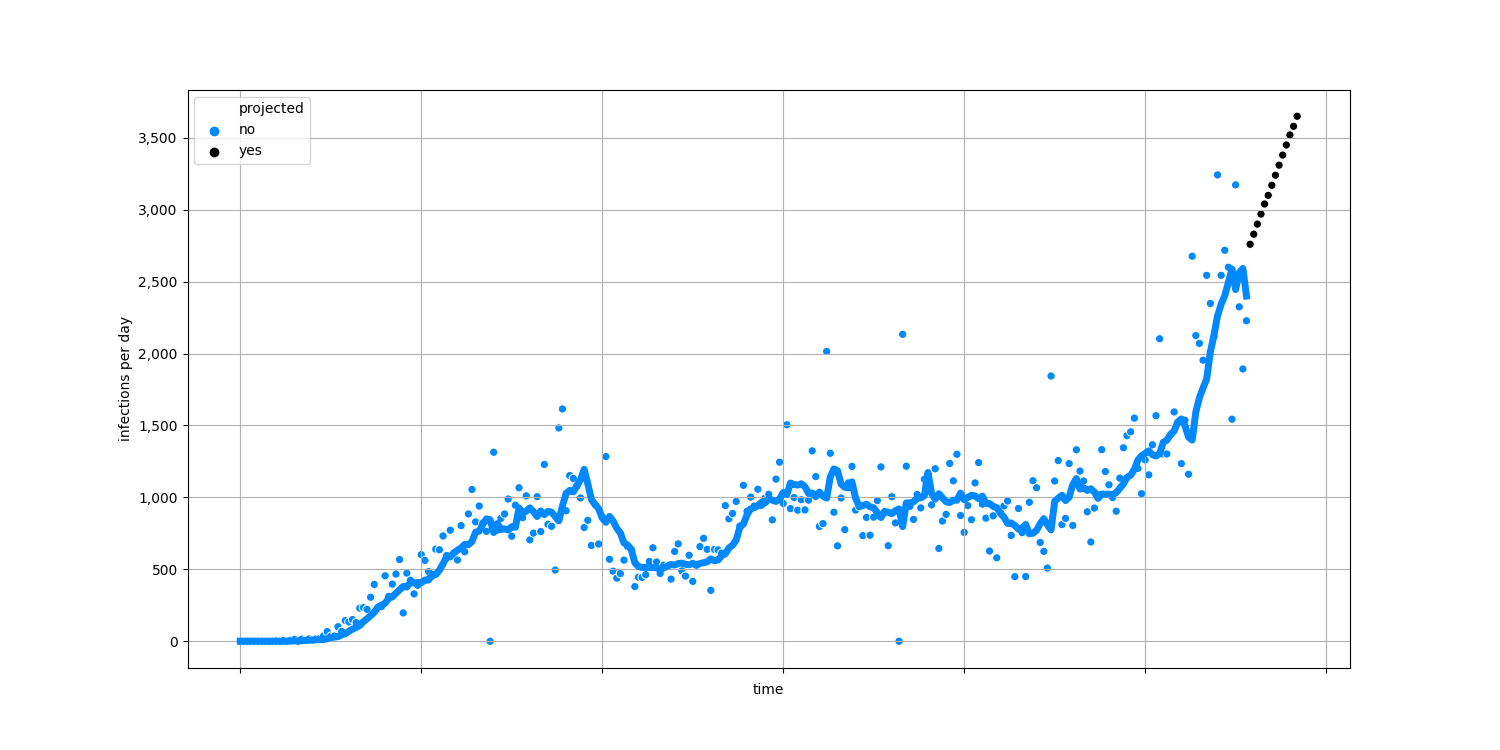 projected
no
yes
3,500
3,000
2,500
2,000
1,500
1,000
500
0
infections per day
time